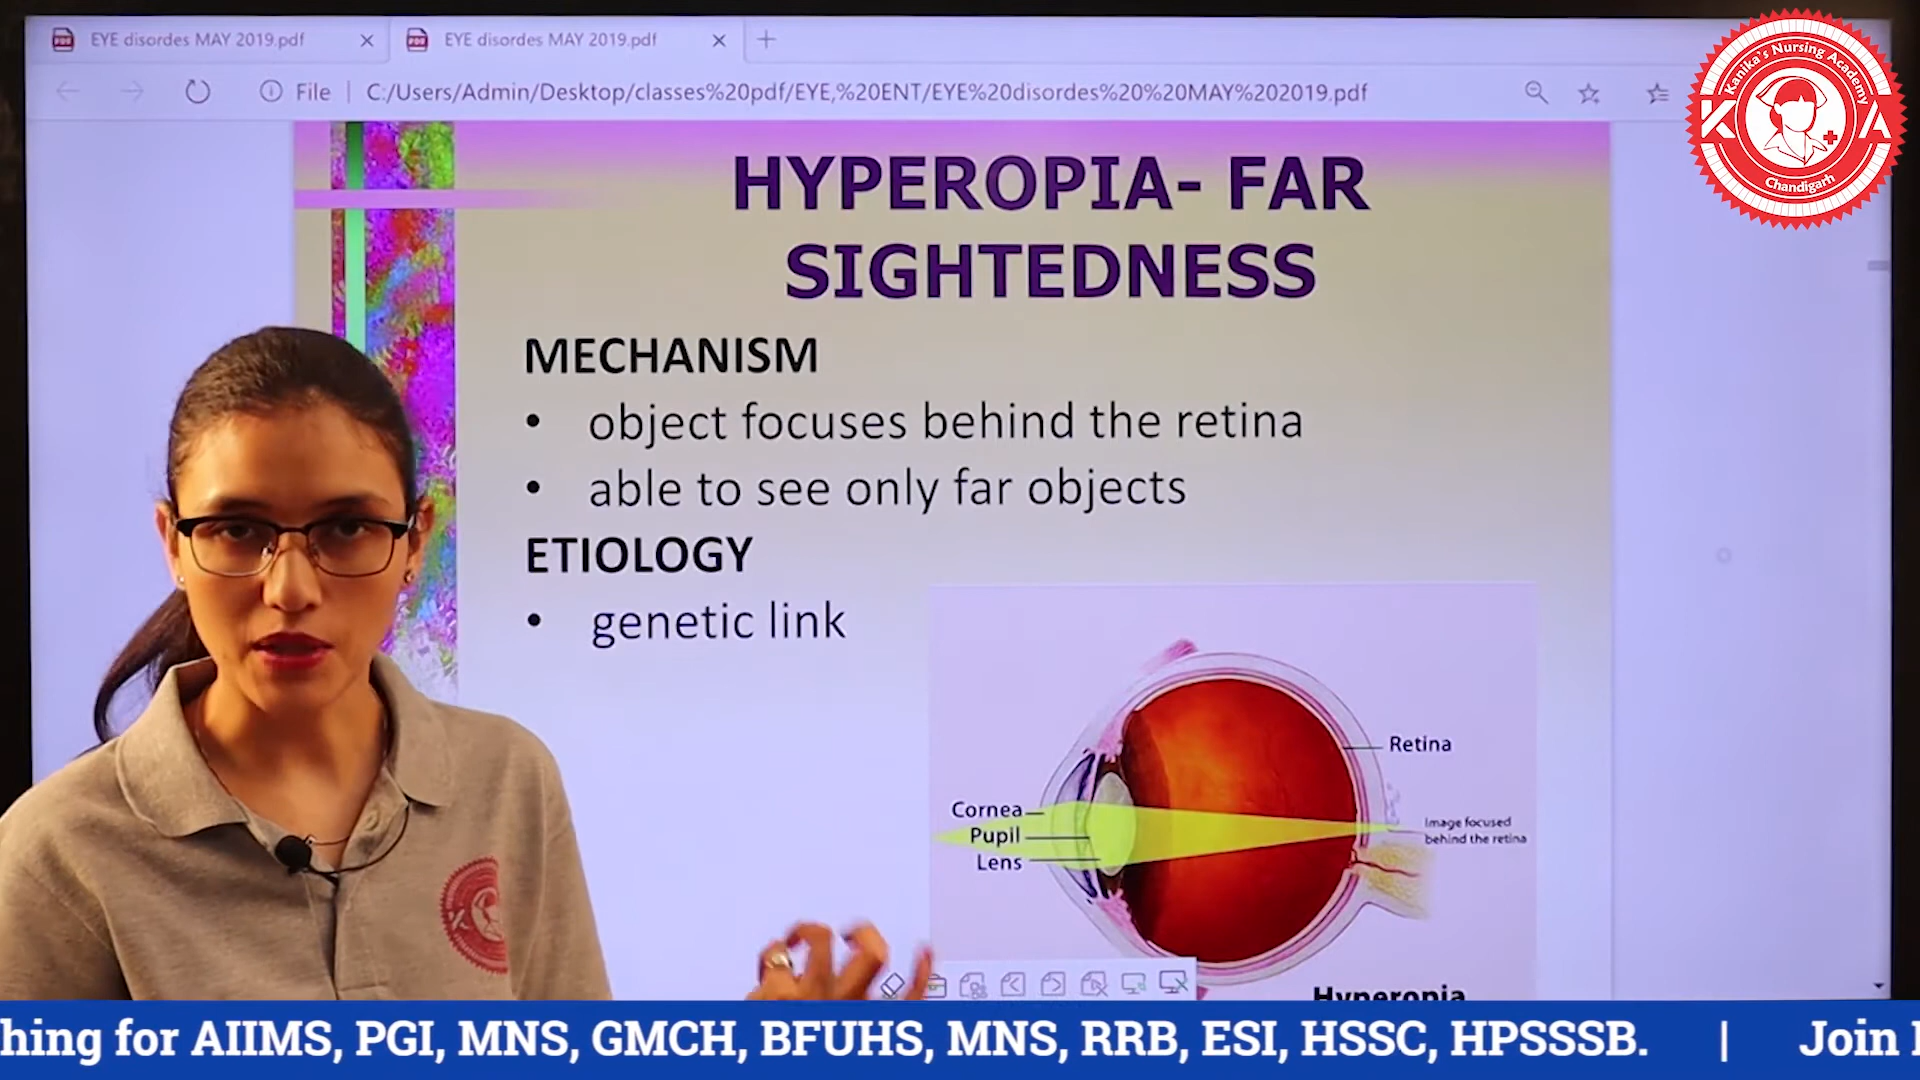 EYE disordes MAY 2019.pdf
EYE disordes MAY 2019.pdf
File
C:/Users/Admin/Desktop/classes%20pdf/EYE,%20ENT/EYE%20disordes%20%20MAY%202019.pdf
Kanika's Nursing Academy
K A
Chandigarh
HYPEROPIA- FAR
SIGHTEDNESS
MECHANISM
• object focuses behind the retina
• able to see only far objects
ETIOLOGY
• genetic link
Retina
Cornea
Pupil
Lens
Image focused
behind the retina
Hyperopia
hing for AIIMS, PGI, MNS, GMCH, BFUHS, MNS, RRB, ESI, HSSC, HPSSSB. | Join